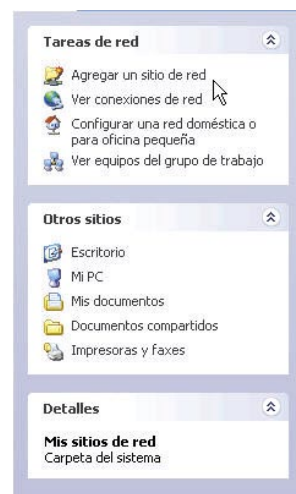 Tareas de red
Agregar un sitio de red
Ver conexiones de red
Configurar una red doméstica o
para oficina pequeña
Ver equipos del grupo de trabajo
Otros sitios
Escritorio
Mi PC
Mis documentos
Documentos compartidos
Impresoras y faxes
Detalles
Mis sitios de red
Carpeta del sistema